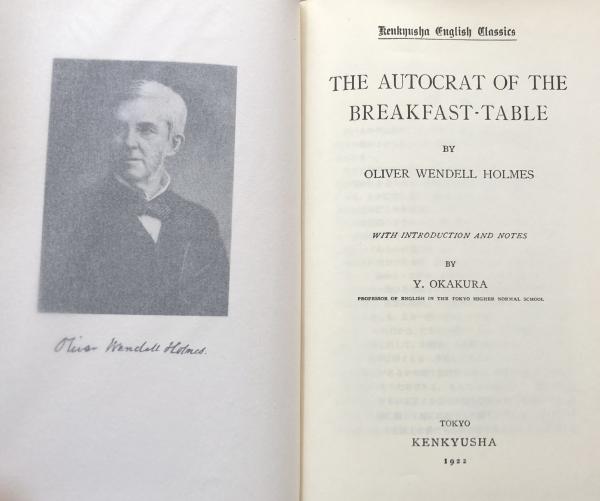 Oliver Wendell Holmes.
Kenkyusha English Classics
THE AUTOCRAT OF THE
BREAKFAST-TABLE
BY
OLIVER WENDELL HOLMES
WITH INTRODUCTION AND NOTES
BY
Y. OKAKURA
PROFESSOR OF ENGLISH IN THE TOKYO HIGHER NORMAL SCHOOL
TOKYO
KENKYUSHA
1922